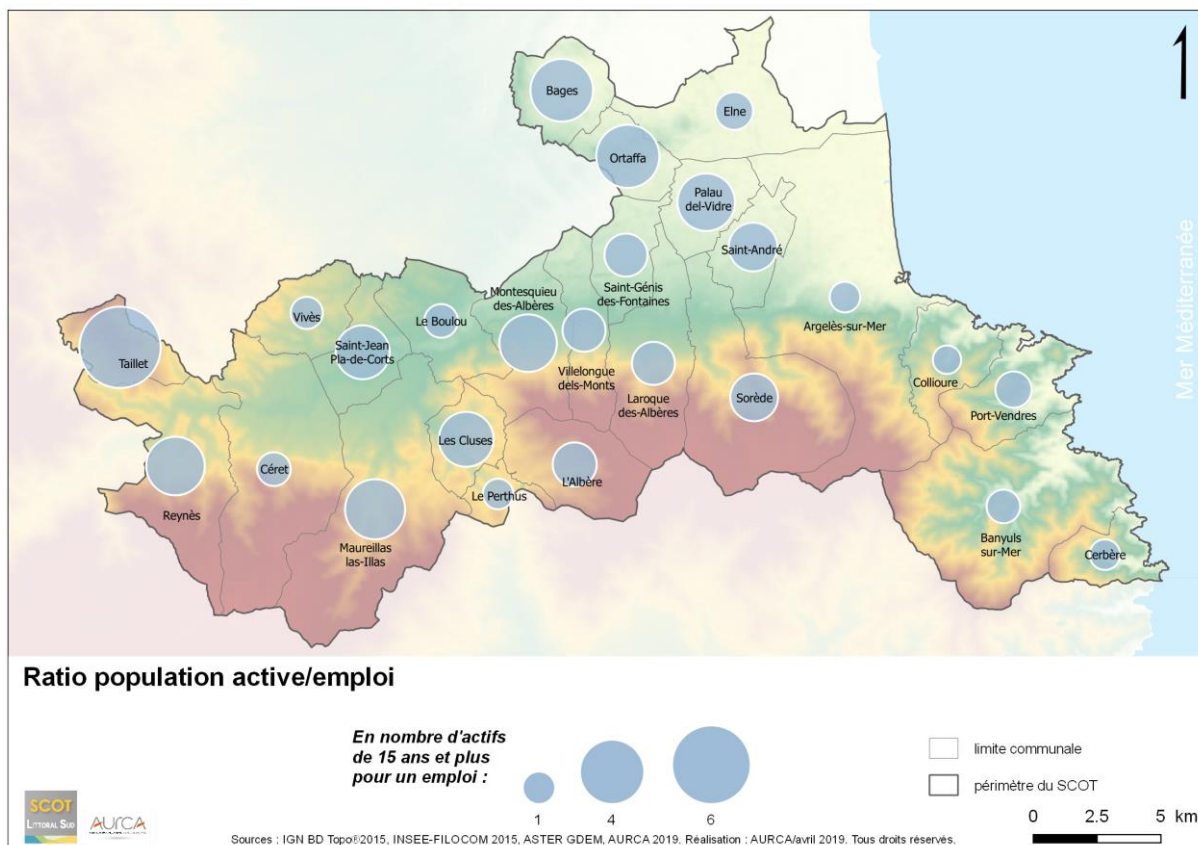 Bages
Elne
Ortaffa
Palau
del-Vidre
Saint-André
Saint-Génis
des-Fontaines
Montesquieu
des-Albères
Mer Méditerranée
Vivès
Le Boulou
Argelès-sur-Mer
Saint-Jean
Pla-de-Corts
Taillet
Villelongue
dels-Monts
Collioure
Laroque
des-Albères
Sorède
Port-Vendres
Les Cluses
Céret
L'Albère
Le Perthus
Reynès
Maureillas
las-Illas
Banyuls
sur-Mer
Cerbère
Ratio population active/emploi
En nombre d'actifs
de 15 ans et plus
pour un emploi :
1
4
6
limite communale
périmètre du SCOT
0 2.5 5 km
SCOT
LITTORAL SUD
AURCA
Sources : IGN BD Topo®2015, INSEE-FILOCOM 2015, ASTER GDEM, AURCA 2019. Réalisation : AURCA/avril 2019. Tous droits réservés.